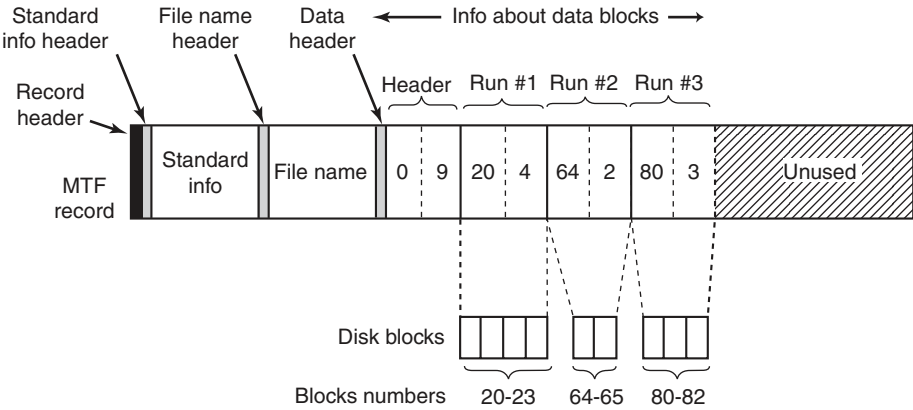 Standard
info header
File name
header
Data
header
Info about data blocks
Record
header
Header
Run #1
Run #2
Run #3
MTF
record
Standard
info
File name
0 9 20 4 64 2 80 3
Unused
Disk blocks
Blocks numbers 20-23 64-65 80-82